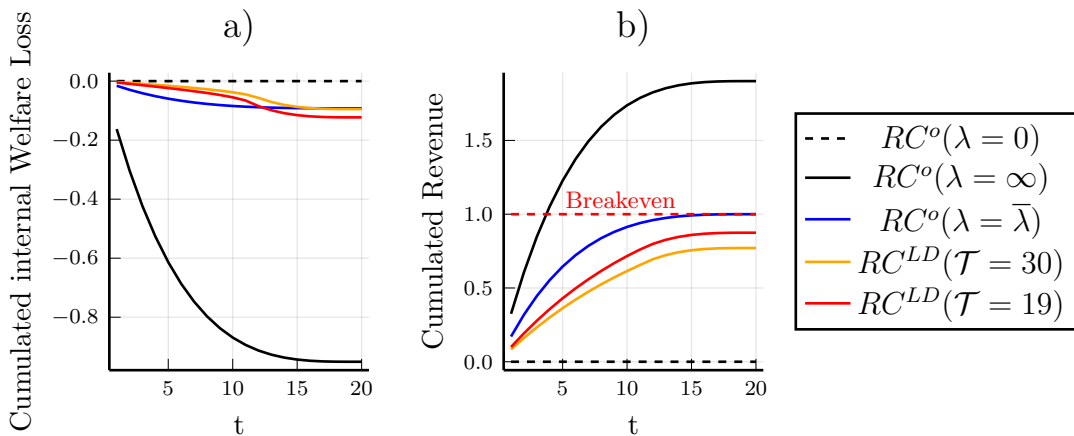 a)
Cumulated internal Welfare Loss
0.0
−0.2
−0.4
−0.6
−0.8
5
10
15
20
t
b)
Cumulated Revenue
1.5
1.0
0.5
0.0
Breakeven
5
10
15
20
t
RC^o(λ = 0)
RC^o(λ = ∞)
RC^o(λ = λ̅)
RC^{LD}(𝒯 = 30)
RC^{LD}(𝒯 = 19)